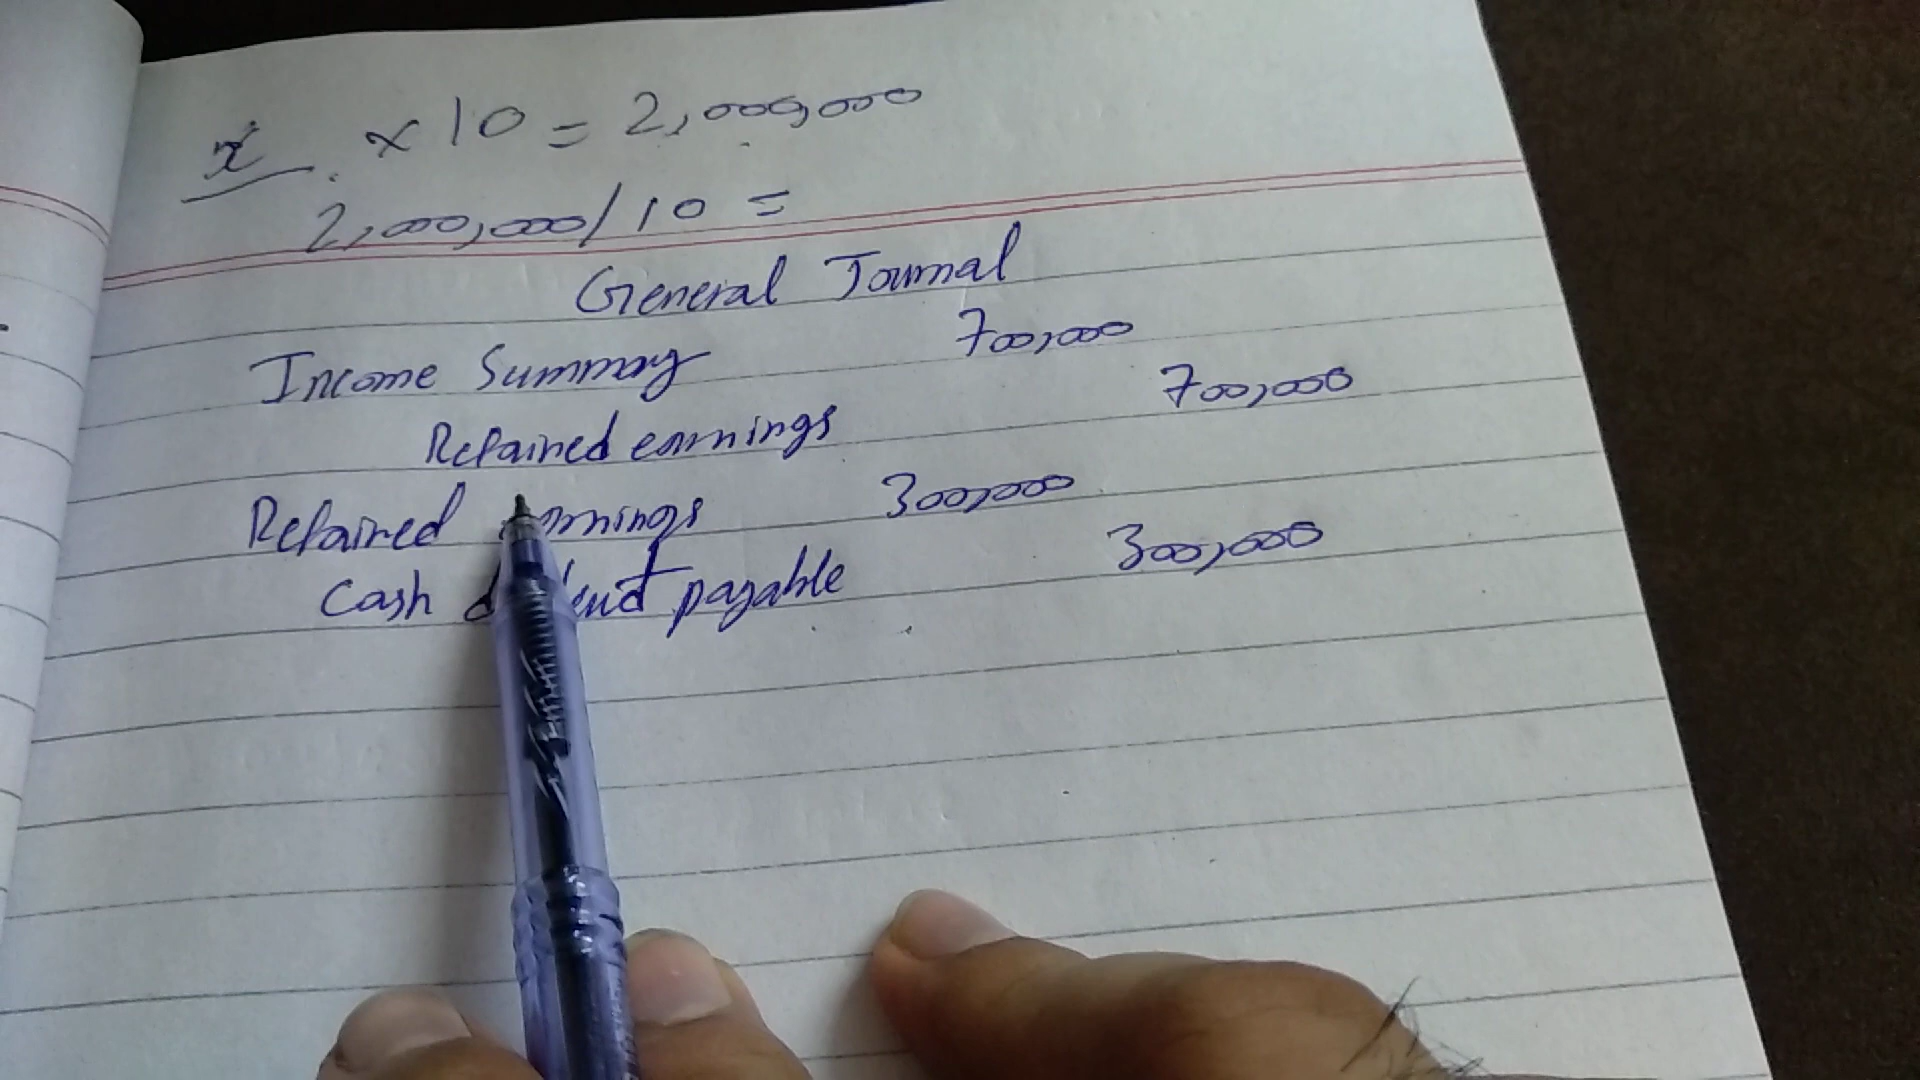 x × 10 = 2,000,000
2,000,000/10 =
General Journal
Income Summary 700,000
Retained earnings 700,000
Retained 300,000
Cash payable 300,000